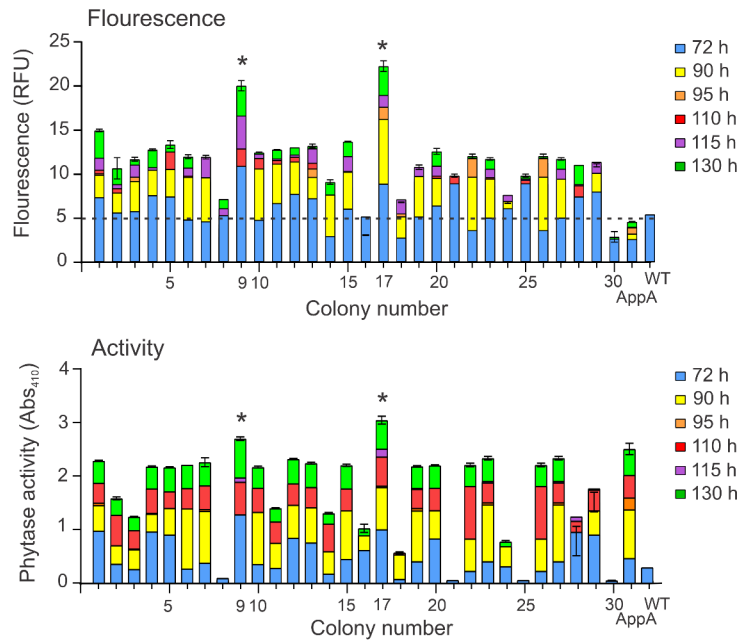 Flourescence
Flourescence (RFU)
25
20
15
10
5
0
*
*
5
9 10
15
17
20
25
30
WT
AppA
Colony number
72 h
90 h
95 h
110 h
115 h
130 h
Activity
Phytase activity (Abs410)
4
3
2
1
0
*
*
5
9 10
15
17
20
25
30
WT
AppA
Colony number
72 h
90 h
95 h
110 h
115 h
130 h